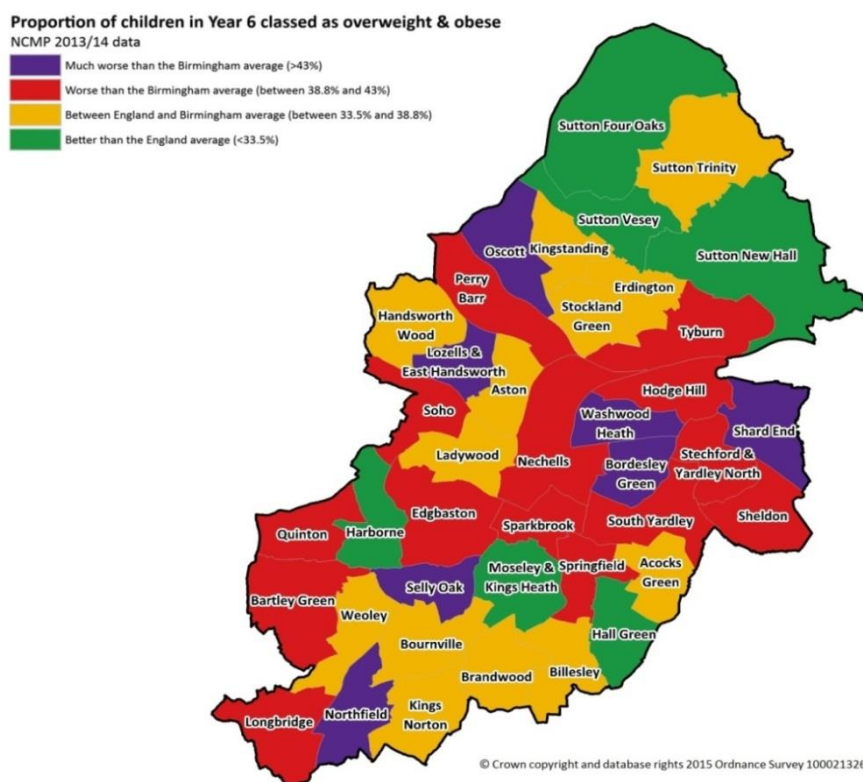 Proportion of children in Year 6 classed as overweight & obese
NCMP 2013/14 data
Much worse than the Birmingham average (>43%)
Worse than the Birmingham average (between 38.8% and 43%)
Between England and Birmingham average (between 33.5% and 38.8%)
Better than the England average (<33.5%)
Sutton Four Oaks
Sutton Trinity
Sutton Vesey
Sutton New Hall
Oscott
Kingstanding
Perry
Barr
Erdington
Stockland
Green
Tyburn
Handsworth
Wood
Lozells &
East Handsworth
Aston
Hodge Hill
Soho
Washwood
Heath
Shard End
Ladywood
Nechells
Bordesley
Green
Stechford &
Yardley North
Edgbaston
Sparkbrook
South Yardley
Sheldon
Quinton
Harborne
Moseley &
Kings Heath
Springfield
Acocks
Green
Bartley Green
Selly Oak
Weoley
Hall Green
Bournville
Brandwood
Billesley
Longbridge
Northfield
Kings
Norton
© Crown copyright and database rights 2015 Ordnance Survey 100021326